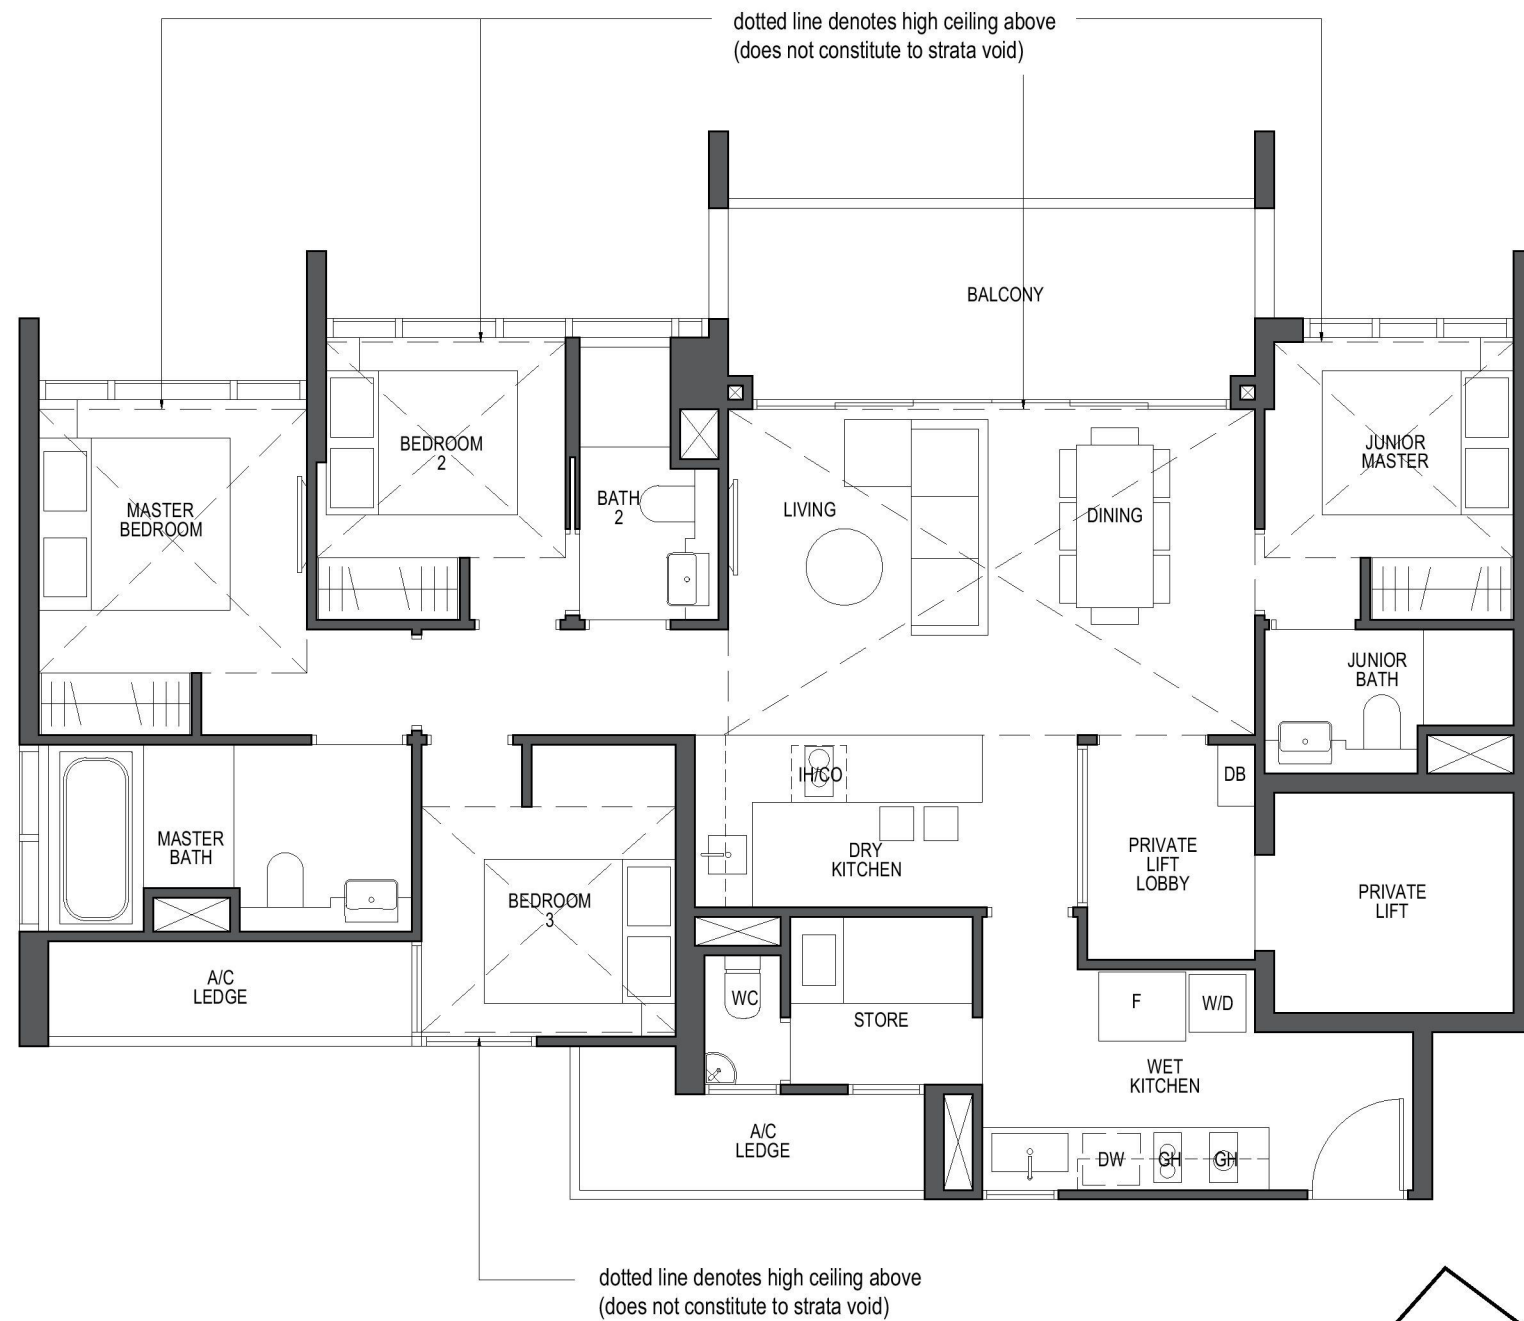 dotted line denotes high ceiling above
(does not constitute to strata void)
BALCONY
BEDROOM
2
JUNIOR
MASTER
MASTER
BEDROOM
BATH
2
LIVING
DINING
JUNIOR
BATH
IH/CO
DB
MASTER
BATH
DRY
KITCHEN
PRIVATE
LIFT
LOBBY
PRIVATE
LIFT
BEDROOM
3
A/C
LEDGE
WC
STORE
F
W/D
WET
KITCHEN
A/C
LEDGE
DW
GH
GH
dotted line denotes high ceiling above
(does not constitute to strata void)